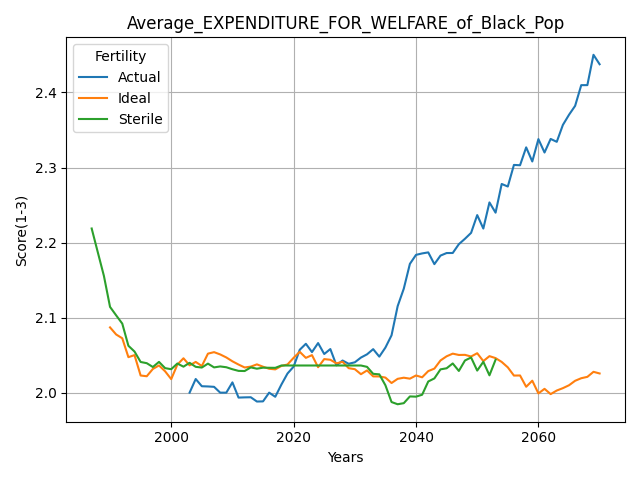 Average_EXPENDITURE_FOR_WELFARE_of_Black_Pop
Fertility
Actual
Ideal
Sterile
2.4
2.3
2.2
2.1
2.0
Score(1-3)
2000
2020
2040
2060
Years